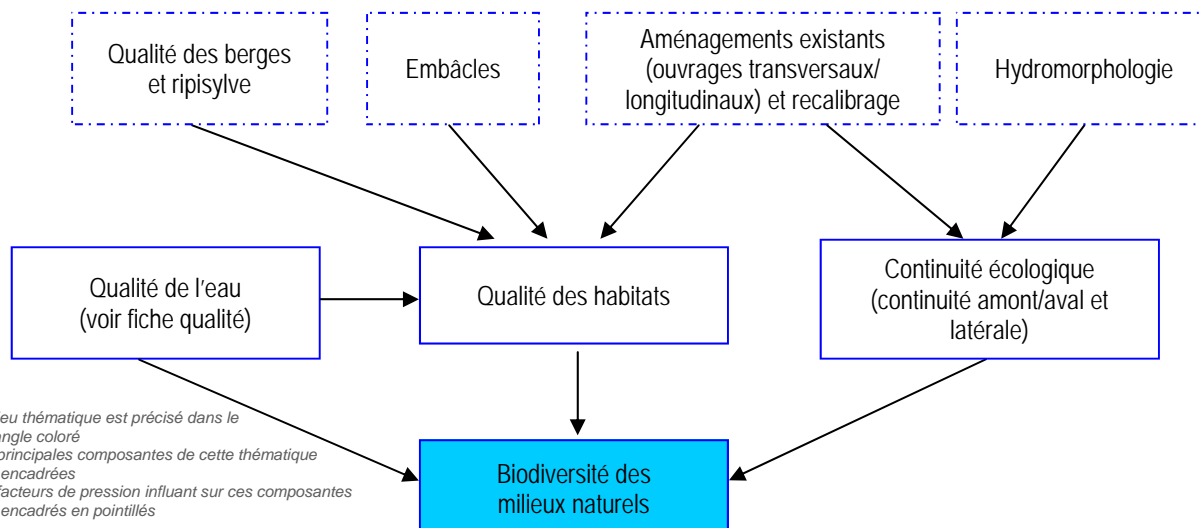 Qualité des berges
et ripisylve
Embâcles
Aménagements existants
(ouvrages transversaux/
longitudinaux) et recalibrage
Hydromorphologie
Qualité de l'eau
(voir fiche qualité)
Qualité des habitats
Continuité écologique
(continuité amont/aval et
latérale)
thématique est précisé dans le
coloré
principales composantes de cette thématique
encadrées
facteurs de pression influant sur ces composantes
encadrés en pointillés
Biodiversité des
milieux naturels